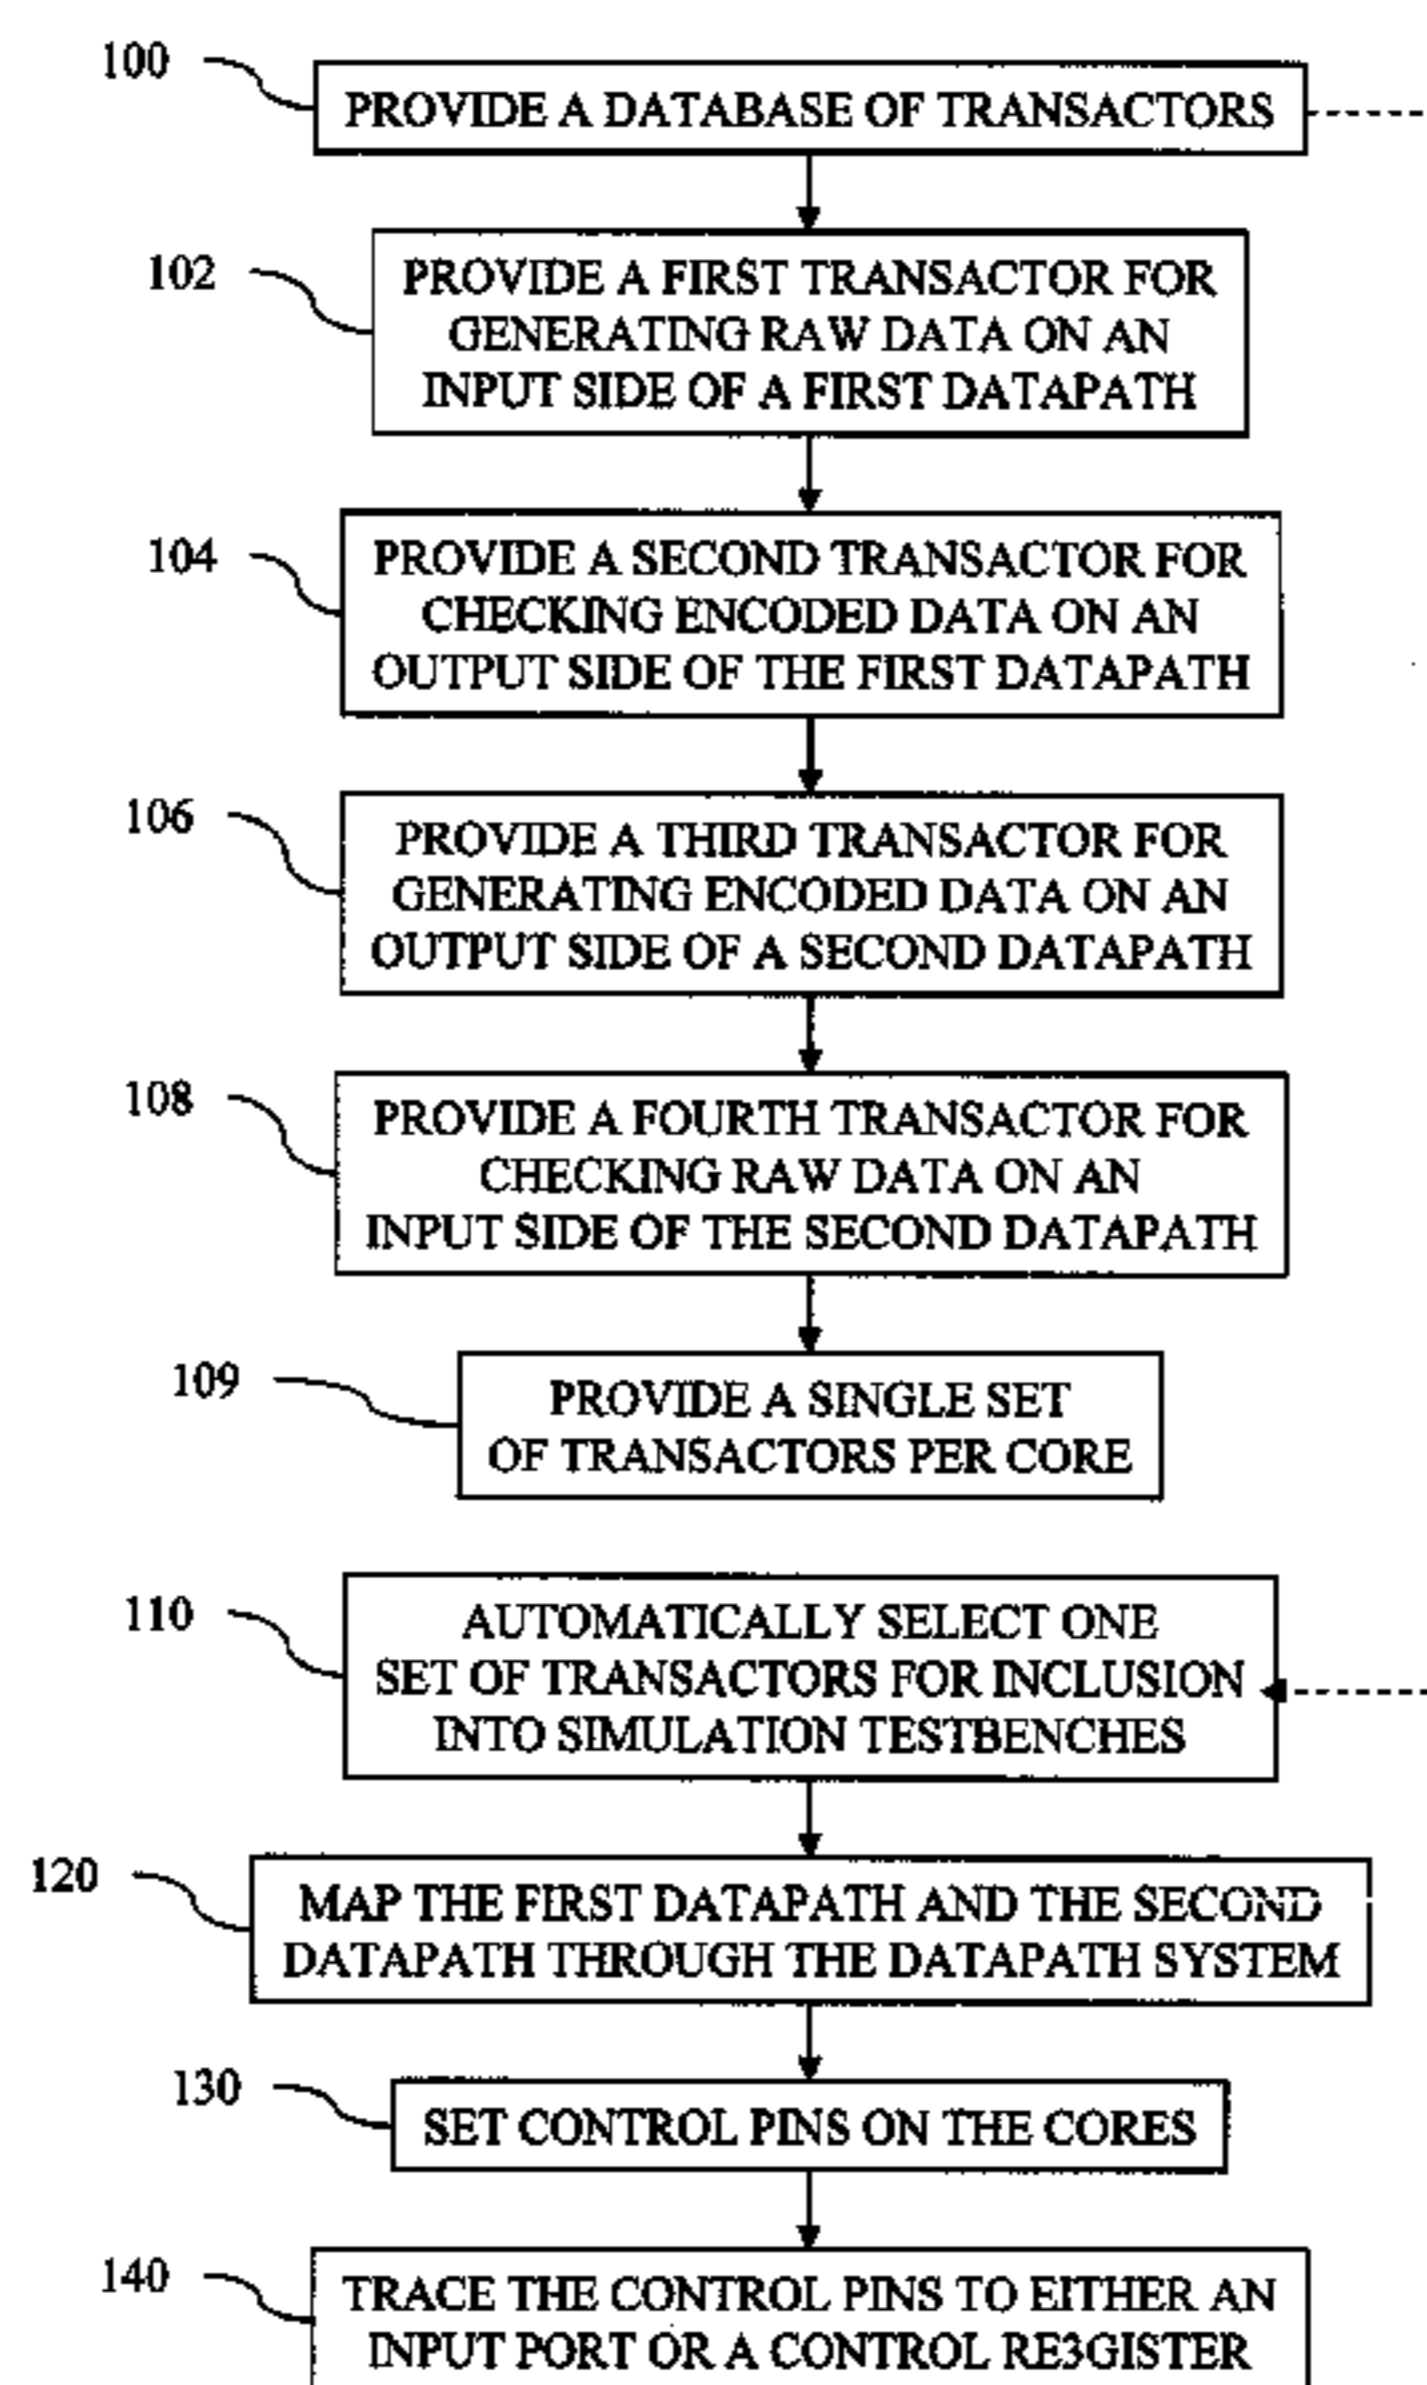 100
PROVIDE A DATABASE OF TRANSACTORS
102
PROVIDE A FIRST TRANSACTOR FOR
GENERATING RAW DATA ON AN
INPUT SIDE OF A FIRST DATAPATH
104
PROVIDE A SECOND TRANSACTOR FOR
CHECKING ENCODED DATA ON AN
OUTPUT SIDE OF THE FIRST DATAPATH
106
PROVIDE A THIRD TRANSACTOR FOR
GENERATING ENCODED DATA ON AN
OUTPUT SIDE OF A SECOND DATAPATH
108
PROVIDE A FOURTH TRANSACTOR FOR
CHECKING RAW DATA ON AN
INPUT SIDE OF THE SECOND DATAPATH
109
PROVIDE A SINGLE SET
OF TRANSACTORS PER CORE
110
AUTOMATICALLY SELECT ONE
SET OF TRANSACTORS FOR INCLUSION
INTO SIMULATION TESTBENCHES
120
MAP THE FIRST DATAPATH AND THE SECOND
DATAPATH THROUGH THE DATAPATH SYSTEM
130
SET CONTROL PINS ON THE CORES
140
TRACE THE CONTROL PINS TO EITHER AN
INPUT PORT OR A CONTROL RE3GISTER